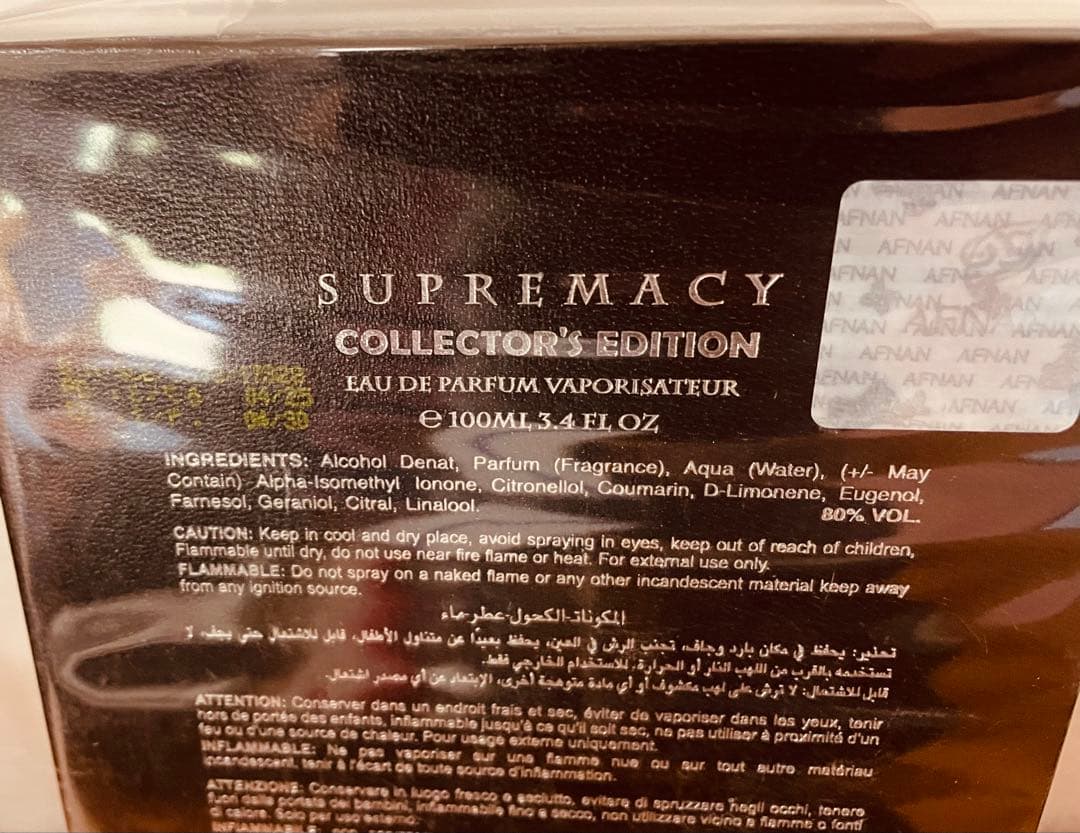 AFNAN AFNAN AFNAN
SUPREMACY
COLLECTOR'S EDITION
EAU DE PARFUM VAPORISATEUR
℮ 100ML 3.4 FL OZ
04/30
INGREDIENTS: Alcohol Denat, Parfum (Fragrance), Aqua (Water), (+/- May
Contain) Alpha-Isomethyl Ionone, Citronellol, Coumarin, D-Limonene, Eugenol,
Farnesol, Geraniol, Citral, Linalool.
80% VOL.
CAUTION: Keep in cool and dry place, avoid spraying in eyes, keep out of reach of children,
Flammable until dry, do not use near fire flame or heat. For external use only.
FLAMMABLE: Do not spray on a naked flame or any other incandescent material keep away
from any ignition source.
المكونات-الكحول-عطر-ماء
تحذير: يحفظ في مكان بارد وجاف، تجنب الرش في العين، يحفظ بعيدًا عن متناول الأطفال، قابل للاشتعال حتى يجف، لا
تستخدمه بالقرب من اللهب النار أو الحرارة. للاستخدام الخارجي فقط.
قابل للاشتعال: لا ترش على لهب مكشوف أو أي مادة متوهجة أخرى، الإبتعاد عن أي مصدر اشتعال.
ATTENTION: Conserver dans un endroit frais et sec, éviter de vaporiser dans les yeux, tenir
hors de portée des enfants, inflammable jusqu'à ce qu'il soit sec, ne pas utiliser à proximité d'un
feu ou d'une source de chaleur. Pour usage externe uniquement.
INFLAMMABLE: Ne pas vaporiser sur une flamme nue ou sur tout autre matériau
incandescent, tenir à l'écart de toute source d'inflammation.
ATTENZIONE: Conservare in luogo fresco e asciutto, evitare di spruzzare negli occhi, tenere
fuori dalla portata dei bambini, infiammabile fino a secco, non utilizzare vicino a fiamme o fonti
di calore. Solo per uso esterno.